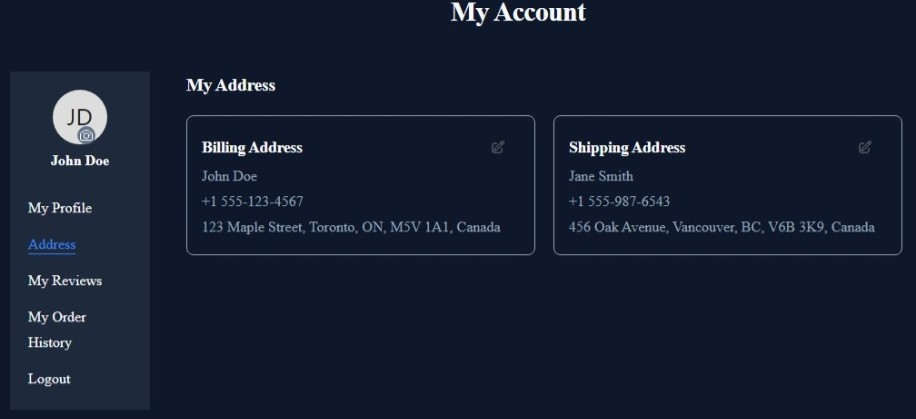 My Account
JD
John Doe
My Profile
Address
My Reviews
My Order
History
Logout
My Address
Billing Address
John Doe
+1 555-123-4567
123 Maple Street, Toronto, ON, M5V 1A1, Canada
Shipping Address
Jane Smith
+1 555-987-6543
456 Oak Avenue, Vancouver, BC, V6B 3K9, Canada